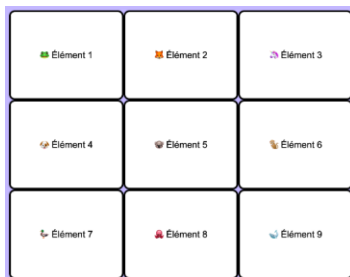 🐸 Élément 1
🦊 Élément 2
🦄 Élément 3
🐶 Élément 4
🐨 Élément 5
🐿️ Élément 6
🦆 Élément 7
🐙 Élément 8
🐳 Élément 9